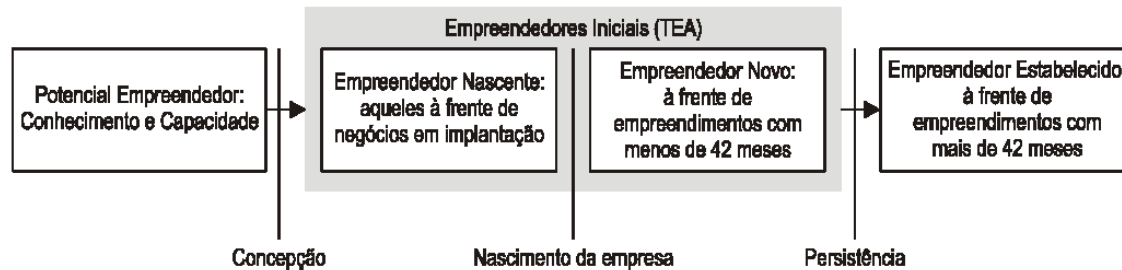 Empreendedores Iniciais (TEA)
Potencial Empreendedor:
Conhecimento e Capacidade
Empreendedor Nascente:
aqueles à frente de
negócios em implantação
Empreendedor Novo:
à frente de
empreendimentos com
menos de 42 meses
Empreendedor Estabelecido
à frente de
empreendimentos com
mais de 42 meses
Concepção
Nascimento da empresa
Persistência